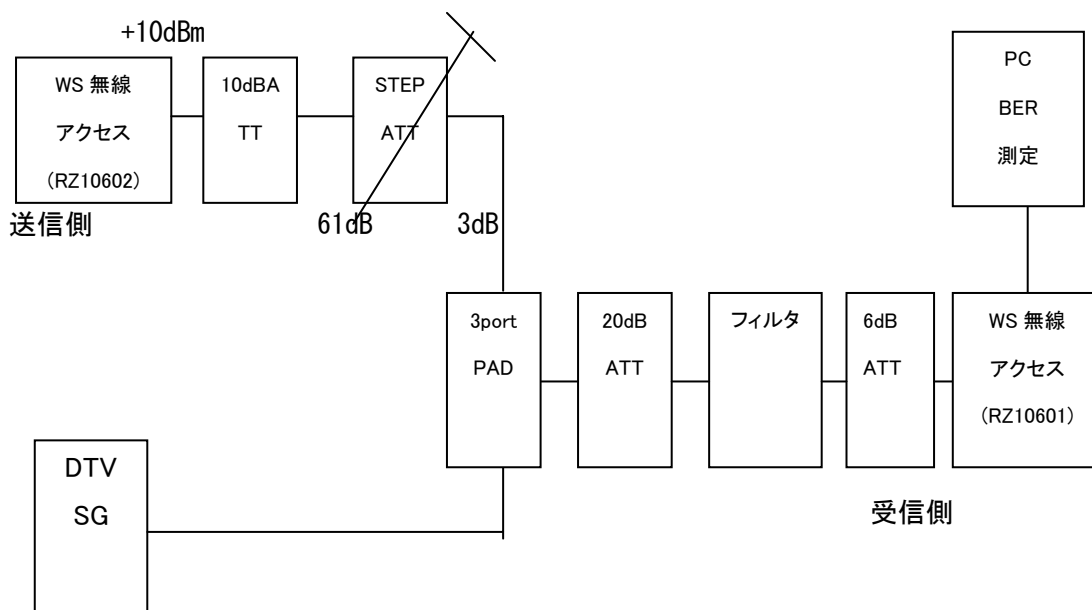 +10dBm
WS 無線
アクセス
(RZ10602)
送信側
10dBA
TT
STEP
ATT
61dB
3dB
PC
BER
測定
3port
PAD
20dB
ATT
フィルタ
6dB
ATT
WS 無線
アクセス
(RZ10601)
受信側
DTV
SG